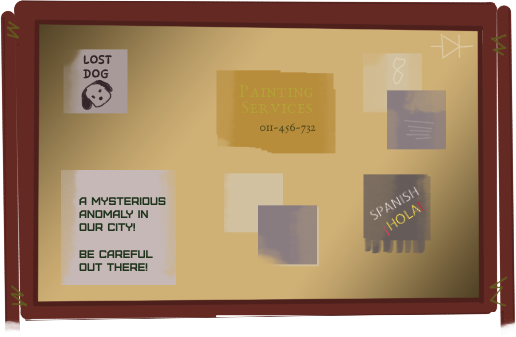 LOST
DOG
PAINTING
SERVICES
011-456-732
8
A MYSTERIOUS
ANOMALY IN
OUR CITY!
BE CAREFUL
OUT THERE!
SPANISH
¡HOLA!